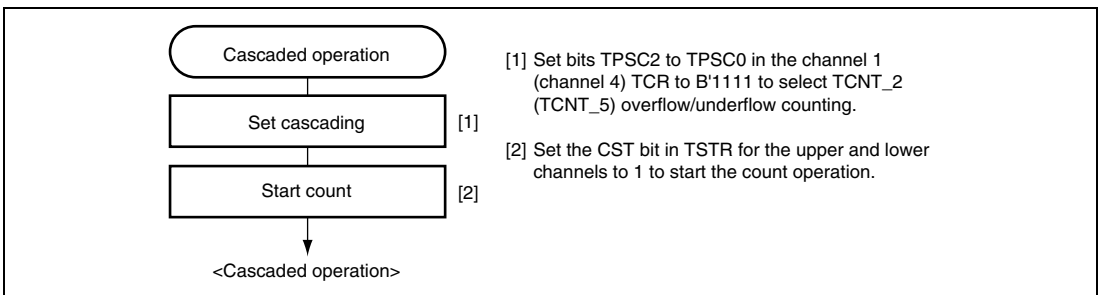 Cascaded operation
Set cascading
[1]
Start count
[2]
<Cascaded operation>
[1] Set bits TPSC2 to TPSC0 in the channel 1
(channel 4) TCR to B'1111 to select TCNT_2
(TCNT_5) overflow/underflow counting.
[2] Set the CST bit in TSTR for the upper and lower
channels to 1 to start the count operation.